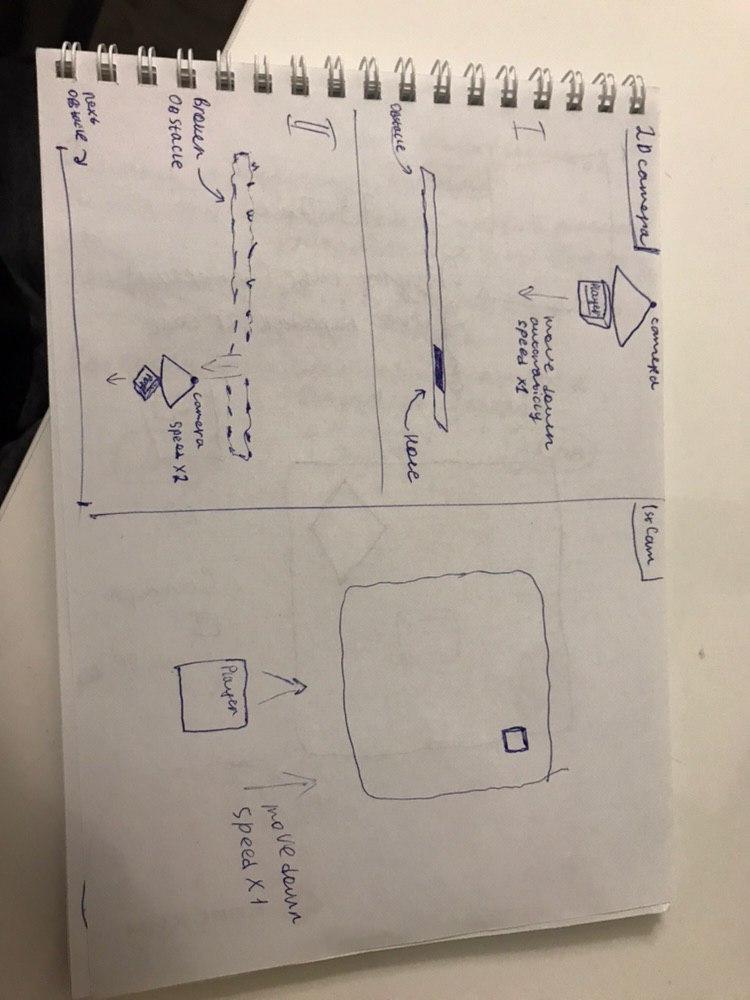 2D camera
camera
Player
I
move down
automaticly
speed x1
obstacle
Hole
II
Broken
obstacle
camera
speed x2
next
obstacle
1st Cam
Player
move down
speed x1